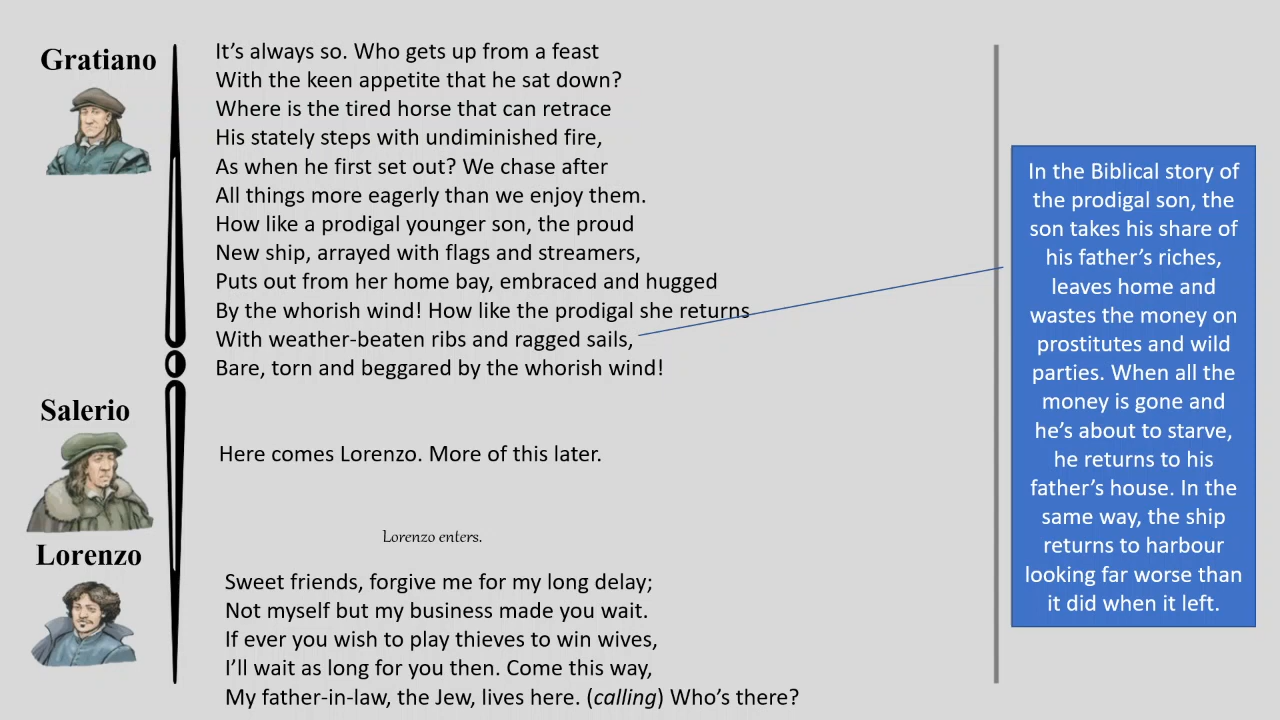 Gratiano
It’s always so. Who gets up from a feast
With the keen appetite that he sat down?
Where is the tired horse that can retrace
His stately steps with undiminished fire,
As when he first set out? We chase after
All things more eagerly than we enjoy them.
How like a prodigal younger son, the proud
New ship, arrayed with flags and streamers,
Puts out from her home bay, embraced and hugged
By the whorish wind! How like the prodigal she returns
With weather-beaten ribs and ragged sails,
Bare, torn and beggared by the whorish wind!
Salerio
Here comes Lorenzo. More of this later.
Lorenzo enters.
Lorenzo
Sweet friends, forgive me for my long delay;
Not myself but my business made you wait.
If ever you wish to play thieves to win wives,
I’ll wait as long for you then. Come this way,
My father-in-law, the Jew, lives here. (calling) Who’s there?
In the Biblical story of
the prodigal son, the
son takes his share of
his father’s riches,
leaves home and
wastes the money on
prostitutes and wild
parties. When all the
money is gone and
he’s about to starve,
he returns to his
father’s house. In the
same way, the ship
returns to harbour
looking far worse than
it did when it left.